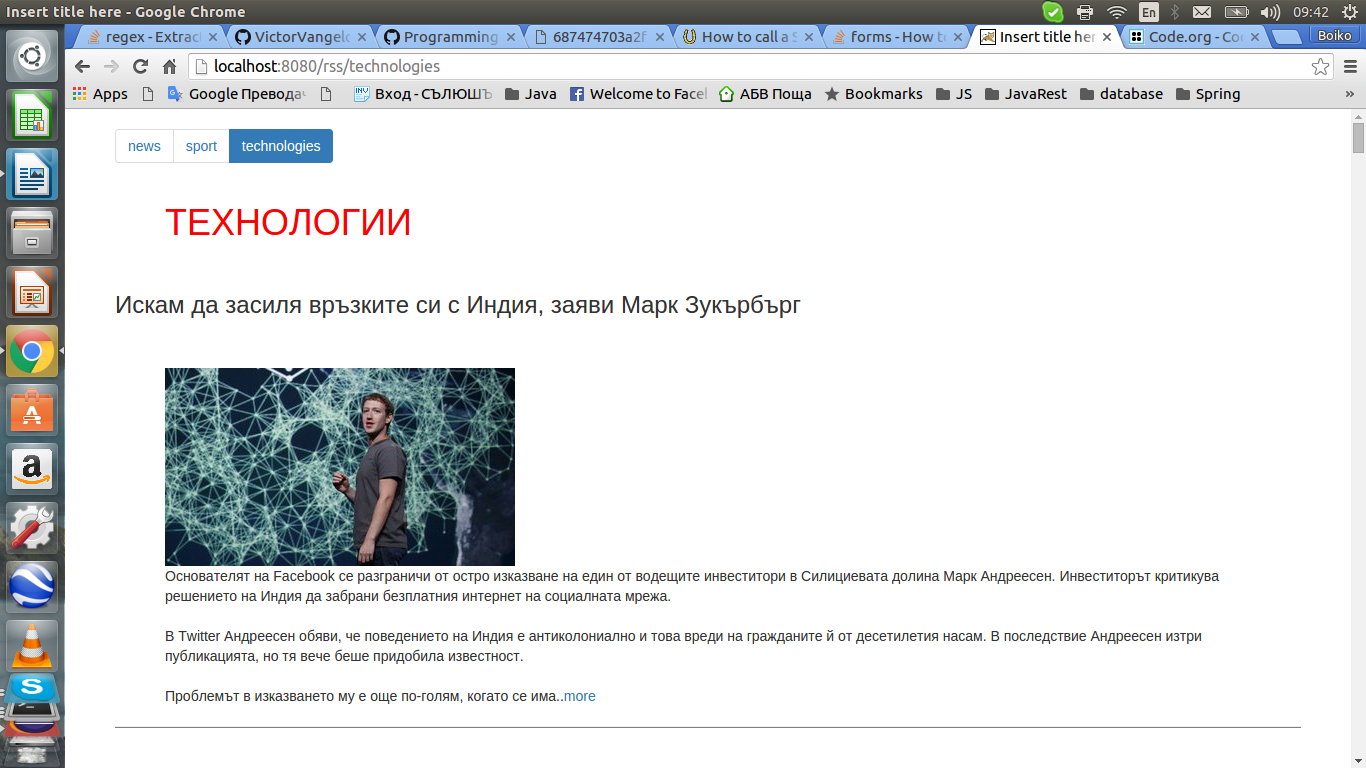 Insert title here - Google Chrome
En
09:42
regex - Extrac
VictorVangelo
Programming
687474703a2f
How to call a S
forms - How to
Insert title her
Code.org - Co
Boiko
localhost:8080/rss/technologies
Apps
Google Преводач
INV
Вход - СЪЛЮШЪ
Java
Welcome to Facel
АБВ Поща
Bookmarks
JS
JavaRest
database
Spring
»
news
sport
technologies
ТЕХНОЛОГИИ
Искам да засиля връзките си с Индия, заяви Марк Зукърбърг
Основателят на Facebook се разграничи от остро изказване на един от водещите инвеститори в Силициевата долина Марк Андреесен. Инвеститорът критикува
решението на Индия да забрани безплатния интернет на социалната мрежа.
В Twitter Андреесен обяви, че поведението на Индия е антиколониално и това вреди на гражданите й от десетилетия насам. В последствие Андреесен изтри
публикацията, но тя вече беше придобила известност.
Проблемът в изказването му е още по-голям, когато се има..more